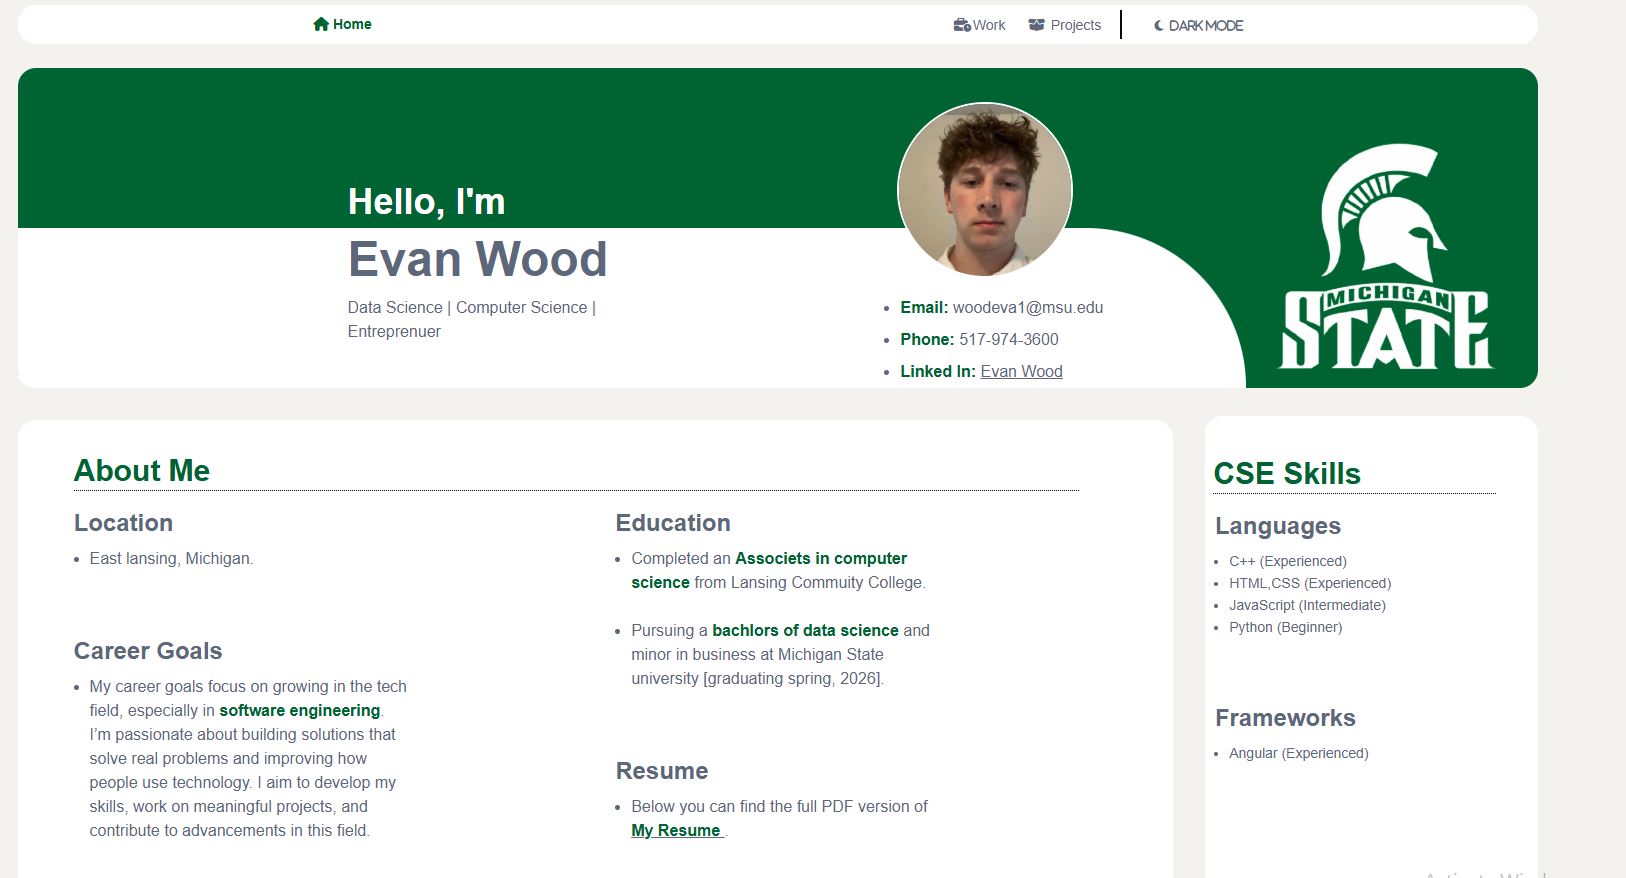 Home
Work
Projects
DARK MODE
Hello, I'm
Evan Wood
Data Science | Computer Science |
Entreprenuer
Email: woodeva1@msu.edu
Phone: 517-974-3600
Linked In: Evan Wood
MICHIGAN
STATE
About Me
Location
East lansing, Michigan.
Career Goals
My career goals focus on growing in the tech
field, especially in software engineering.
I’m passionate about building solutions that
solve real problems and improving how
people use technology. I aim to develop my
skills, work on meaningful projects, and
contribute to advancements in this field.
Education
Completed an Associets in computer
science from Lansing Commuity College.
Pursuing a bachlors of data science and
minor in business at Michigan State
university [graduating spring, 2026].
Resume
Below you can find the full PDF version of
My Resume .
CSE Skills
Languages
C++ (Experienced)
HTML,CSS (Experienced)
JavaScript (Intermediate)
Python (Beginner)
Frameworks
Angular (Experienced)